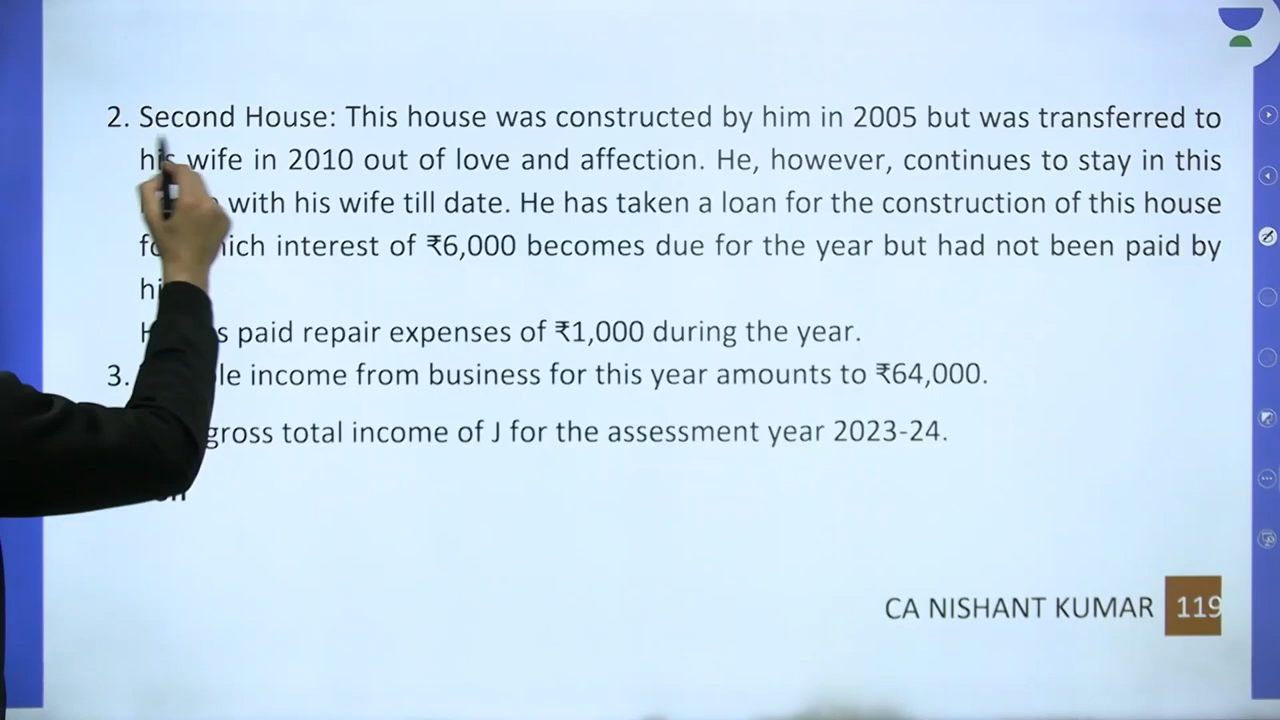 2. Second House: This house was constructed by him in 2005 but was transferred to
his wife in 2010 out of love and affection. He, however, continues to stay in this
with his wife till date. He has taken a loan for the construction of this house
which interest of ₹6,000 becomes due for the year but had not been paid by
paid repair expenses of ₹1,000 during the year.
3. income from business for this year amounts to ₹64,000.
gross total income of J for the assessment year 2023-24.
CA NISHANT KUMAR 119